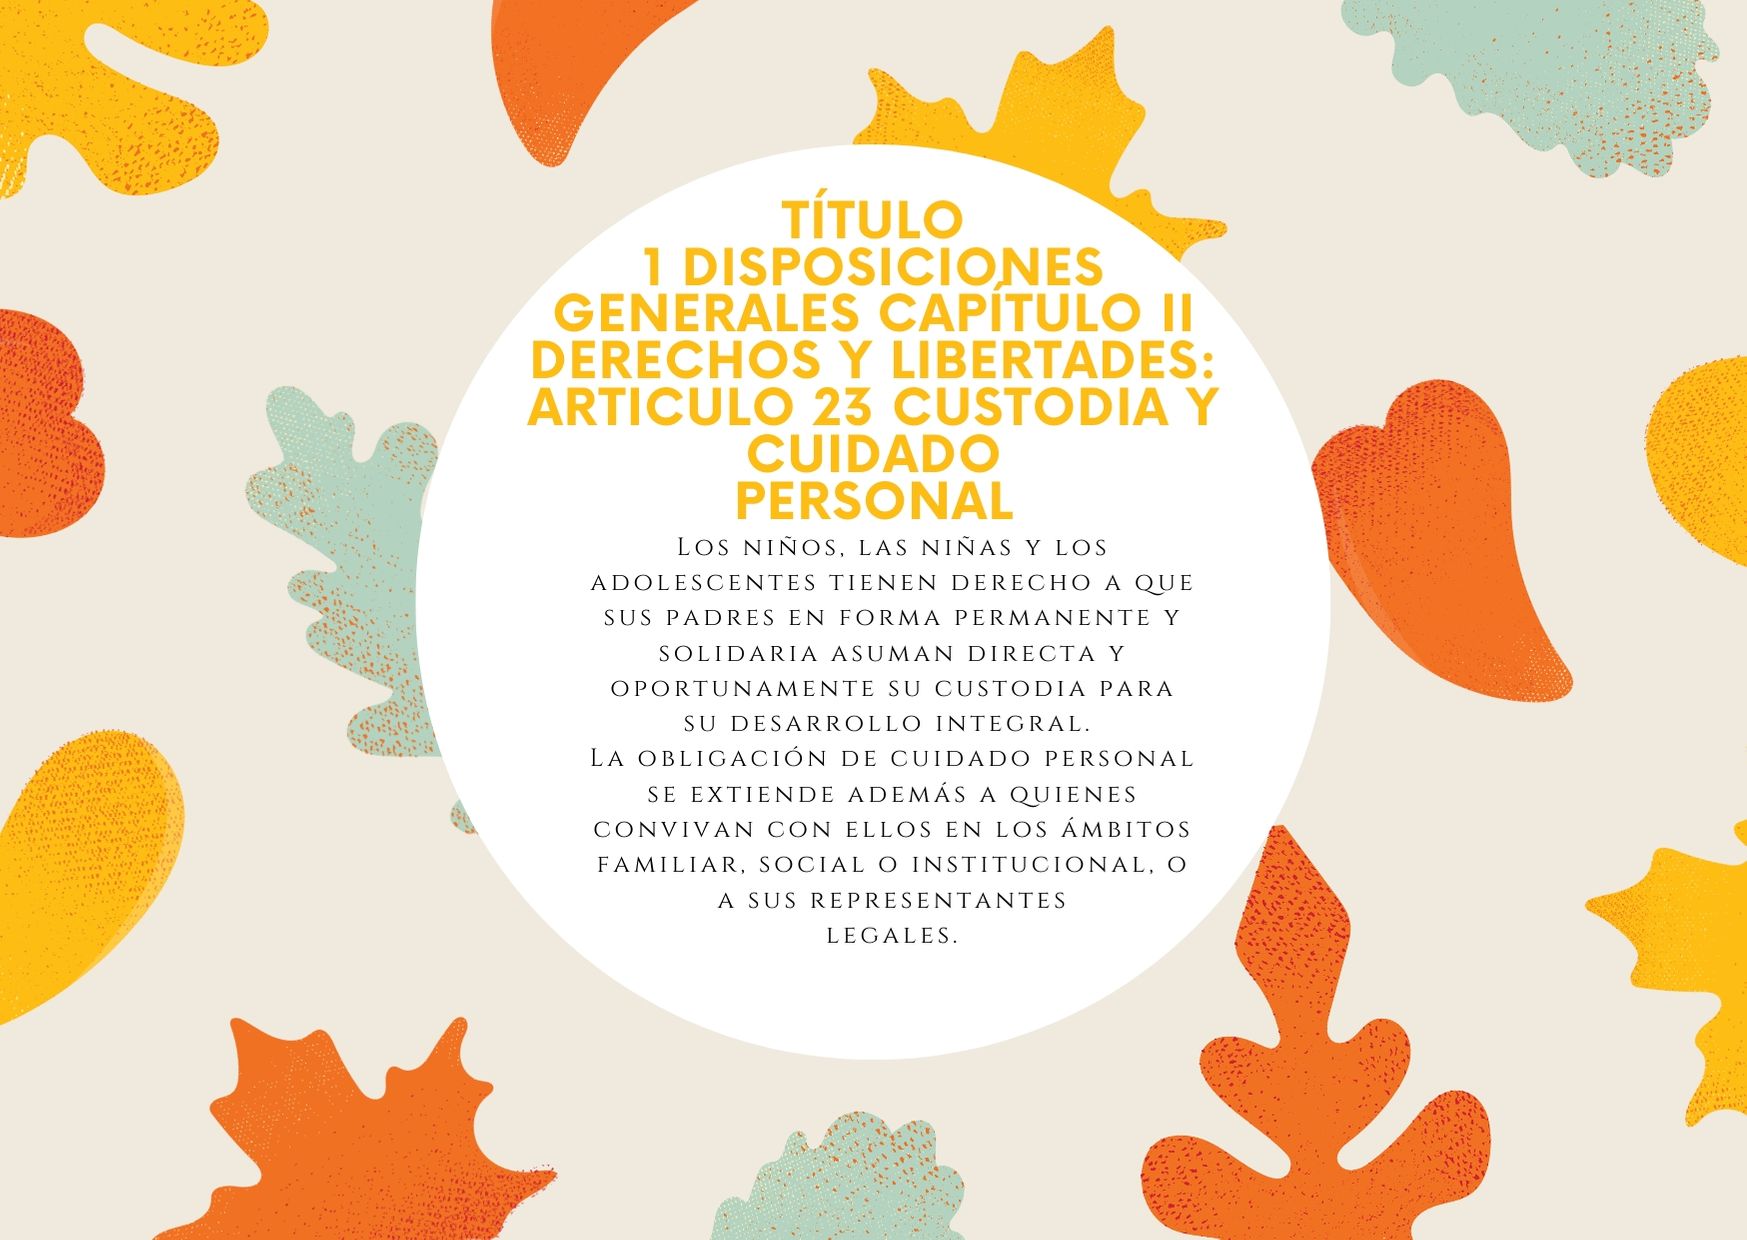 TÍTULO
1 DISPOSICIONES
GENERALES CAPÍTULO II
DERECHOS Y LIBERTADES:
ARTICULO 23 CUSTODIA Y
CUIDADO
PERSONAL
Los niños, las niñas y los
adolescentes tienen derecho a que
sus padres en forma permanente y
solidaria asuman directa y
oportunamente su custodia para
su desarrollo integral.
La obligación de cuidado personal
se extiende además a quienes
convivan con ellos en los ámbitos
familiar, social o institucional, o
a sus representantes
legales.